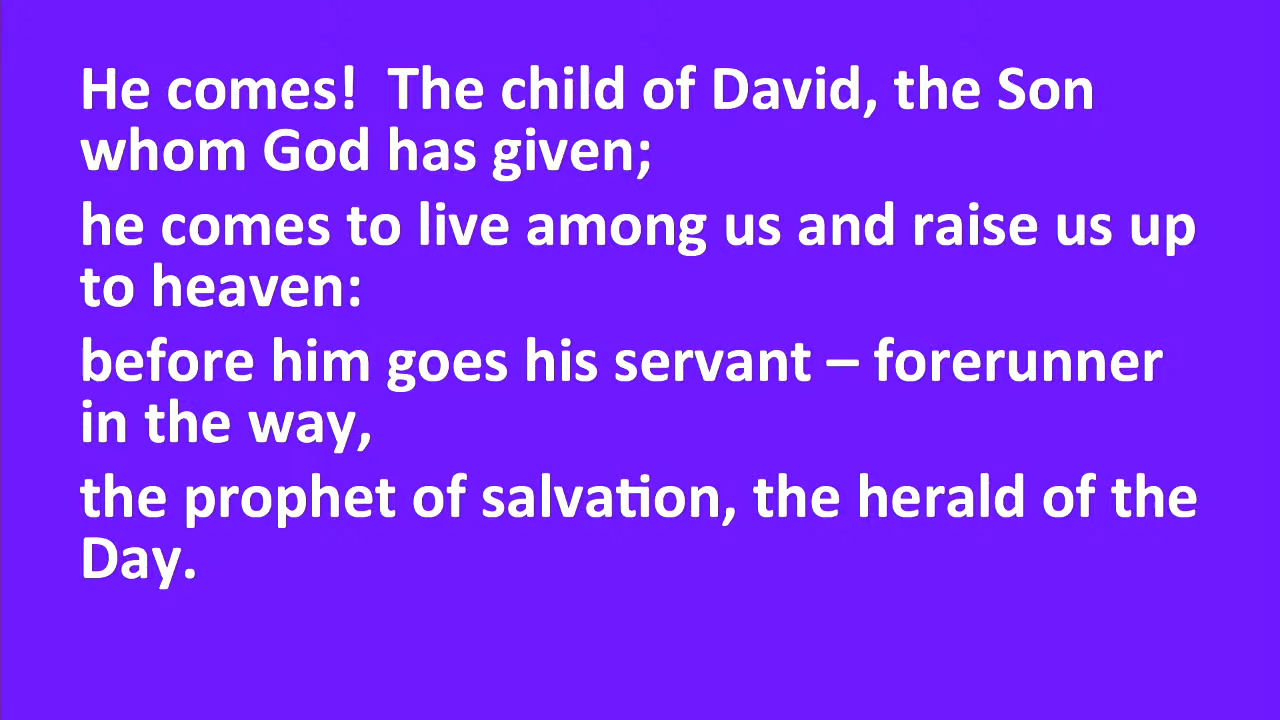 He comes!  The child of David, the Son
whom God has given;
he comes to live among us and raise us up
to heaven:
before him goes his servant – forerunner
in the way,
the prophet of salvation, the herald of the
Day.